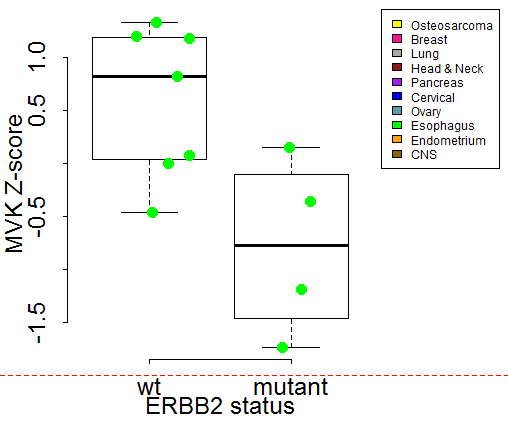 MVK Z-score
1.0
0.5
-0.5
-1.5
wt
mutant
ERBB2 status
Osteosarcoma
Breast
Lung
Head & Neck
Pancreas
Cervical
Ovary
Esophagus
Endometrium
CNS